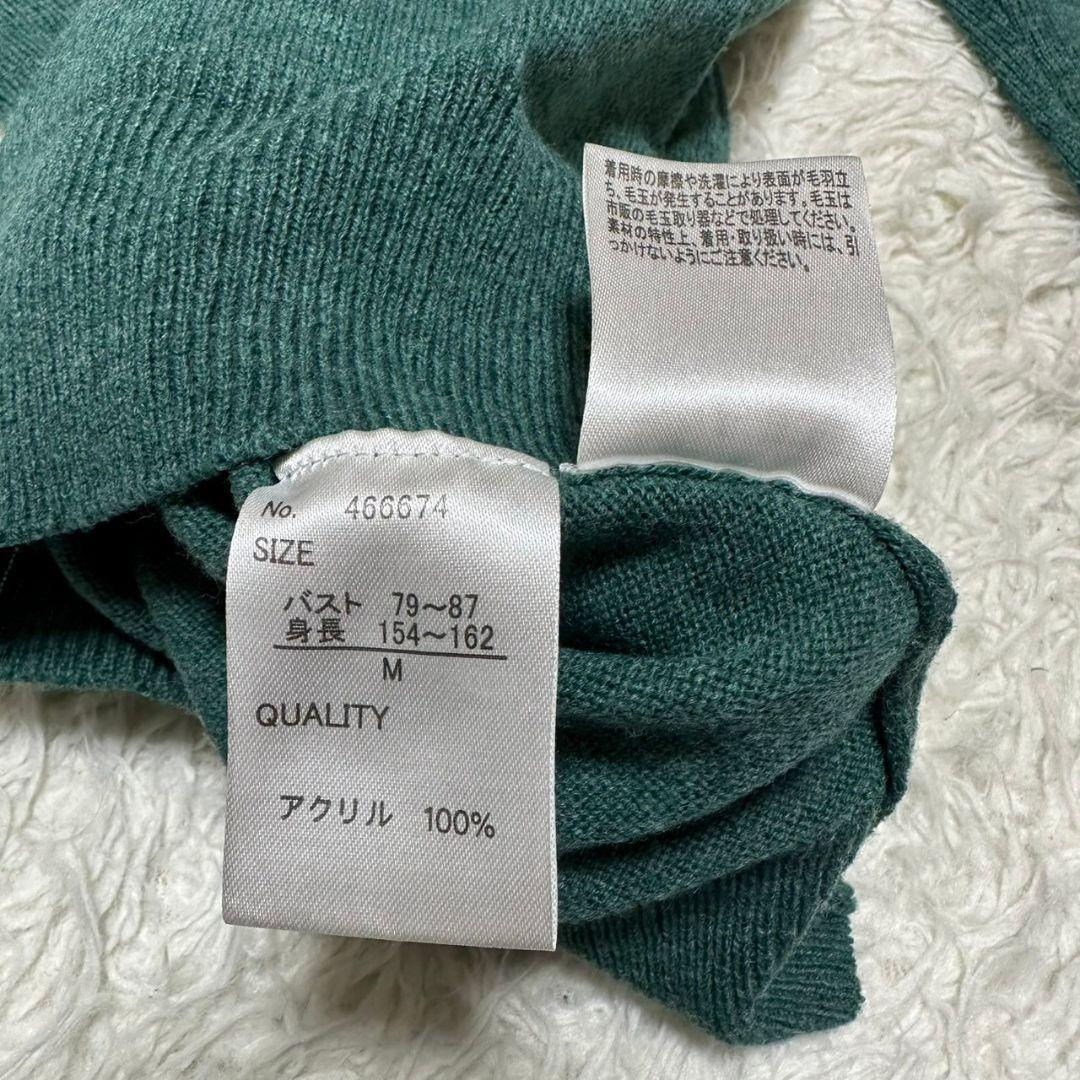 着用時の摩擦や洗濯により表面が毛羽立
ち、毛玉が発生することがあります。毛玉は
市販の毛玉取り器などで処理してください。
素材の特性上、着用・取り扱い時には、引
っかけないようにご注意ください。
No. 466674
SIZE
バスト 79〜87
身長 154〜162
M
QUALITY
アクリル 100%